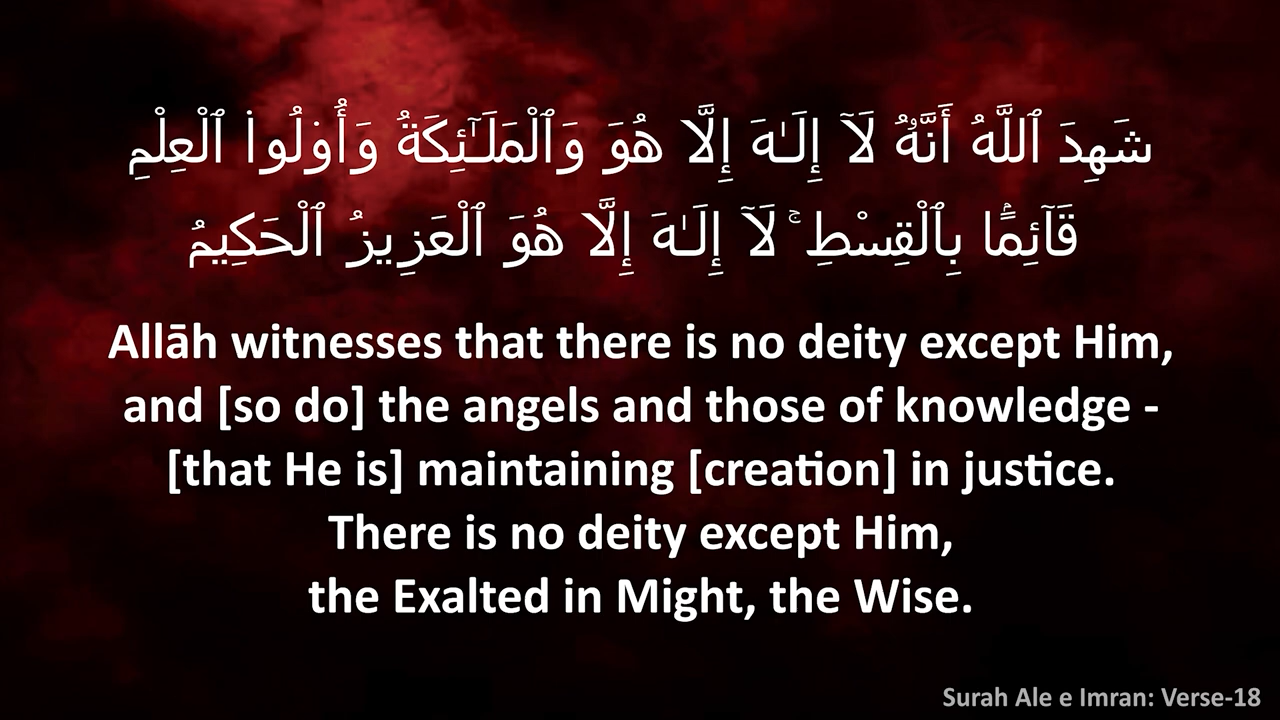 شَهِدَ ٱللَّهُ أَنَّهُۥ لَآ إِلَـٰهَ إِلَّا هُوَ وَٱلْمَلَـٰٓئِكَةُ وَأُو۟لُوا۟ ٱلْعِلْمِ
قَآئِمًۢا بِٱلْقِسْطِ ۚ لَآ إِلَـٰهَ إِلَّا هُوَ ٱلْعَزِيزُ ٱلْحَكِيمُ
Allāh witnesses that there is no deity except Him,
and [so do] the angels and those of knowledge -
[that He is] maintaining [creation] in justice.
There is no deity except Him,
the Exalted in Might, the Wise.
Surah Ale e Imran: Verse-18